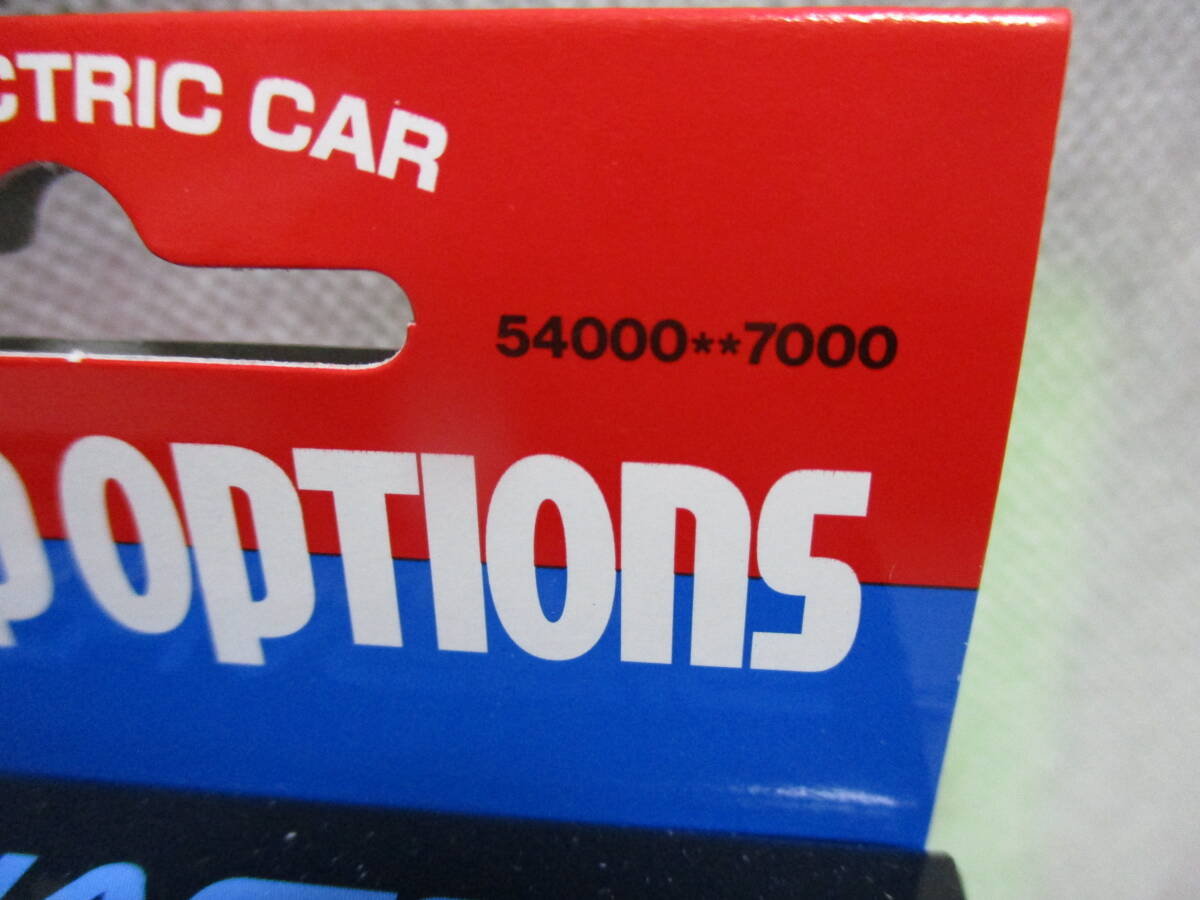 CTRIC CAR
54000**7000
P OPTIONS